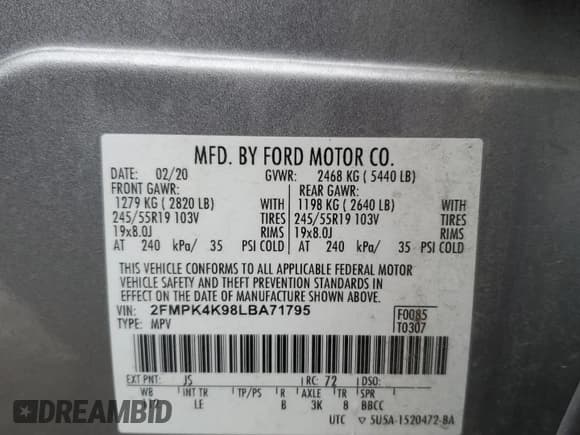 MFD. BY FORD MOTOR CO.
DATE: 02/20 GVWR: 2468 KG ( 5440 LB)
FRONT GAWR: REAR GAWR:
1279 KG ( 2820 LB) 1198 KG ( 2640 LB)
245/55R19 103V TIRES 245/55R19 103V TIRES
19x8.0J RIMS 19x8.0J RIMS
AT 240 kPa/ 35 PSI COLD AT 240 kPa/ 35 PSI COLD
THIS VEHICLE CONFORMS TO ALL APPLICABLE FEDERAL MOTOR
VEHICLE SAFETY AND THEFT PREVENTION STANDARDS IN
EFFECT ON THE DATE OF MANUFACTURE SHOWN ABOVE.
VIN: 2FMPK4K98LBA71795 F0085
TYPE: MPV T0307
EXT PNT: JS RC: 72 DSO:
WB INT TR TP/PS R AXLE TR SPR
LE B 3K 8 BBCC
UTC 5U5A-1520472-BA
DREAMBID